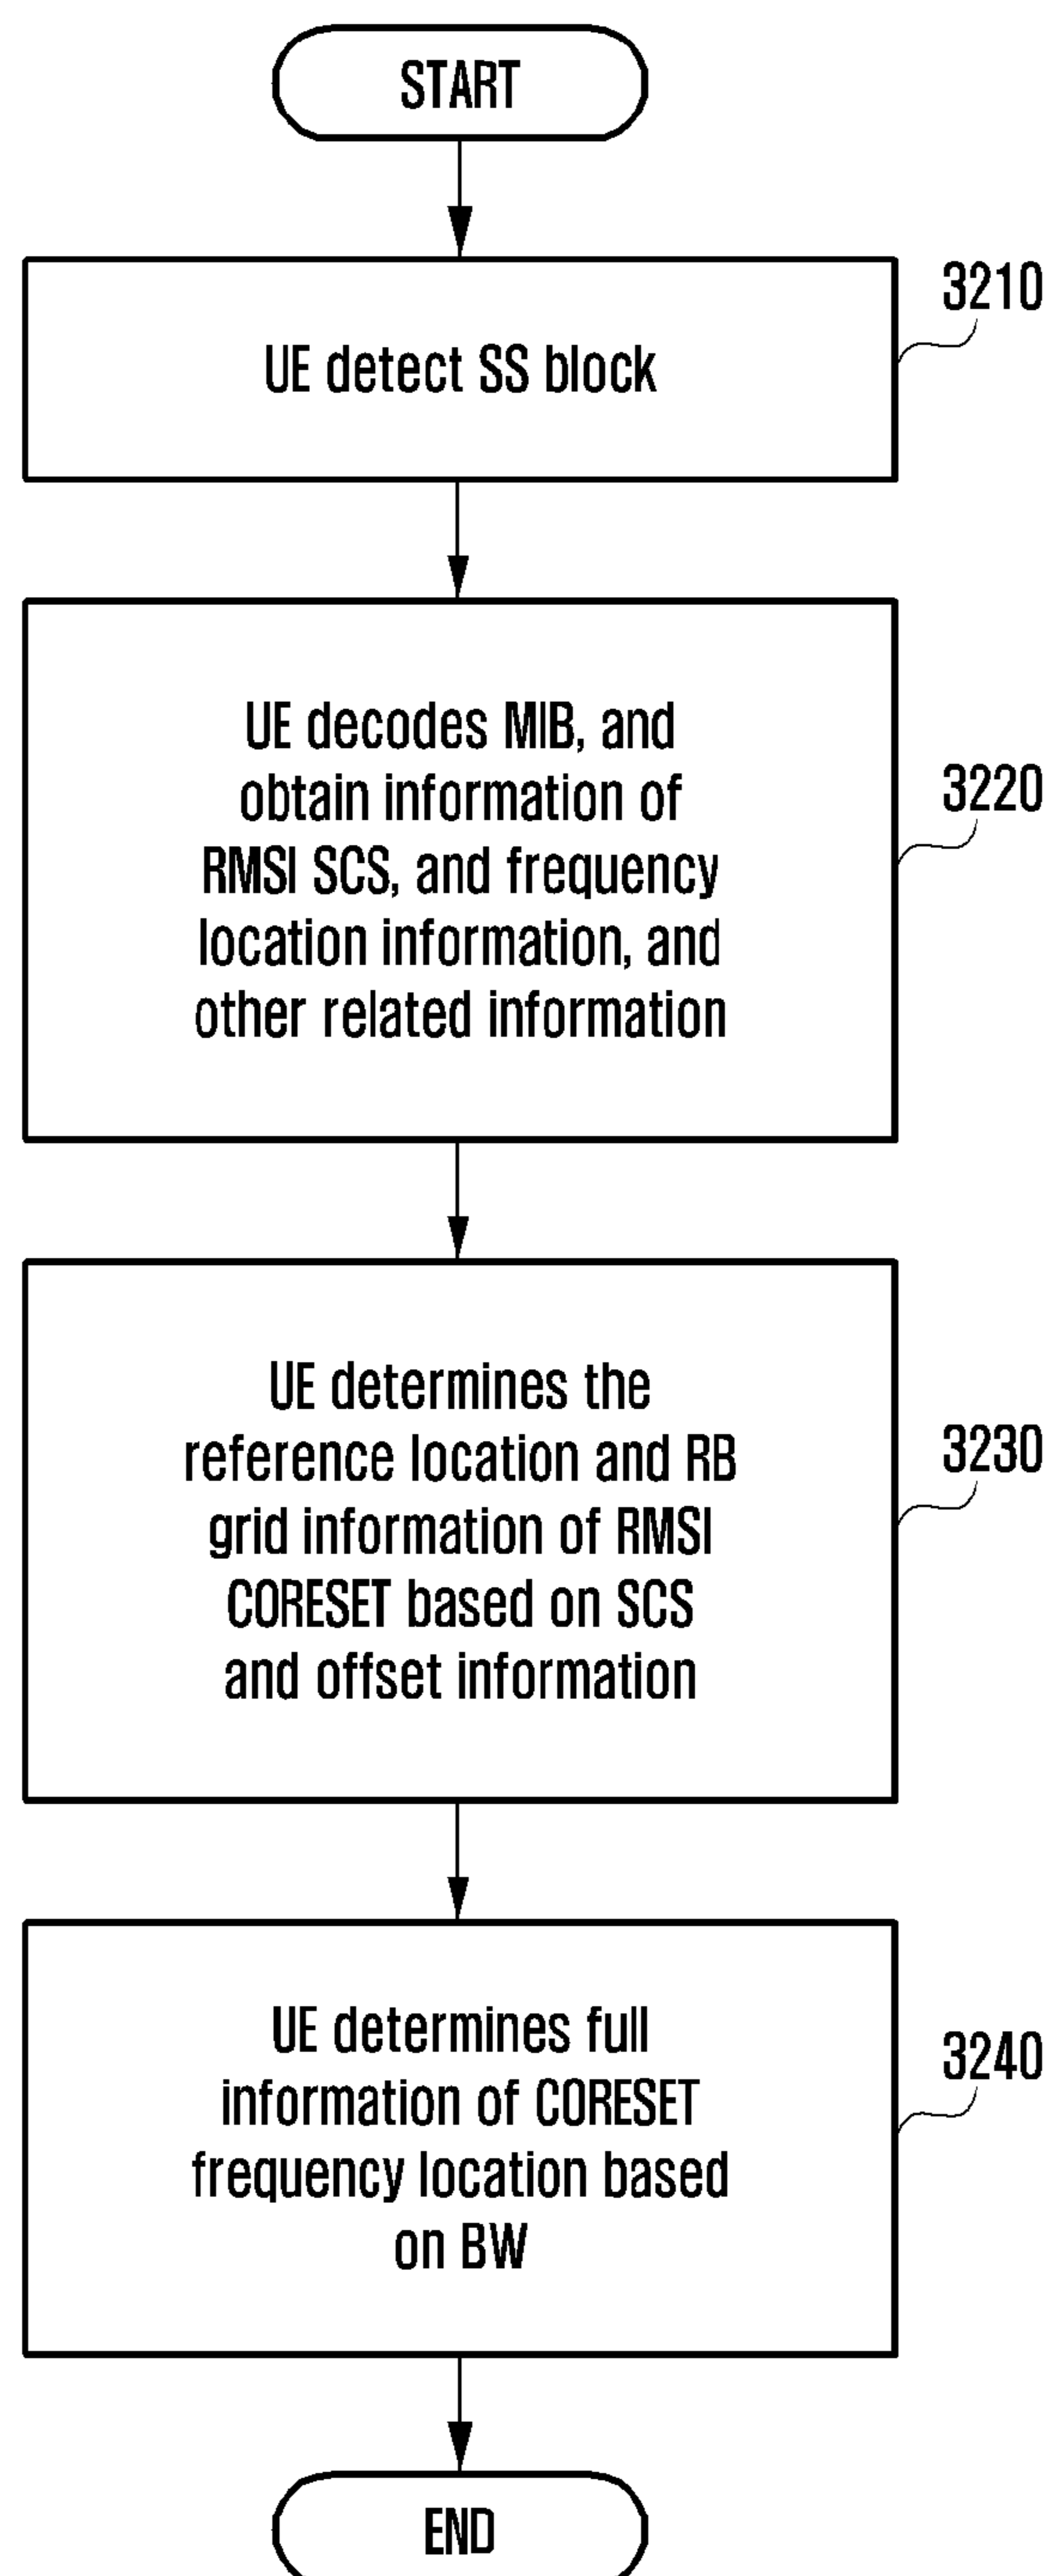 START
3210
UE detect SS block
UE decodes MIB, and
obtain information of
RMSI SCS, and frequency
location information, and
other related information
3220
UE determines the
reference location and RB
grid information of RMSI
CORESET based on SCS
and offset information
3230
UE determines full
information of CORESET
frequency location based
on BW
3240
END